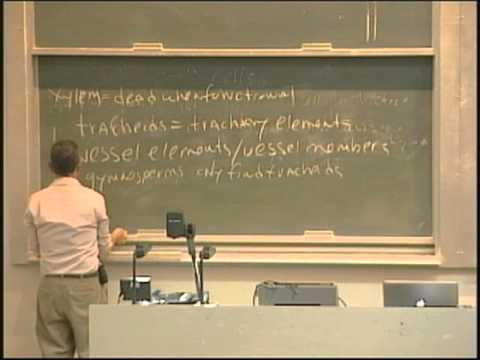 xylem = dead when functional
tracheids = tracheary elements
vessel elements / vessel members
gymnosperms only find tracheids